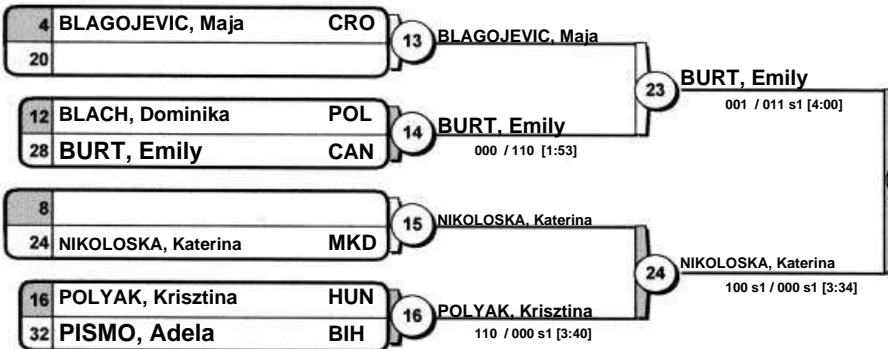 4 BLAGOJEVIC, Maja CRO
20
13 BLAGOJEVIC, Maja
12 BLACH, Dominika POL
28 BURT, Emily CAN
14 BURT, Emily
000 / 110 [1:53]
23 BURT, Emily
001 / 011 s1 [4:00]
8
24 NIKOLOSKA, Katerina MKD
15 NIKOLOSKA, Katerina
16 POLYAK, Krisztina HUN
32 PISMO, Adela BIH
16 POLYAK, Krisztina
110 / 000 s1 [3:40]
24 NIKOLOSKA, Katerina
100 s1 / 000 s1 [3:34]